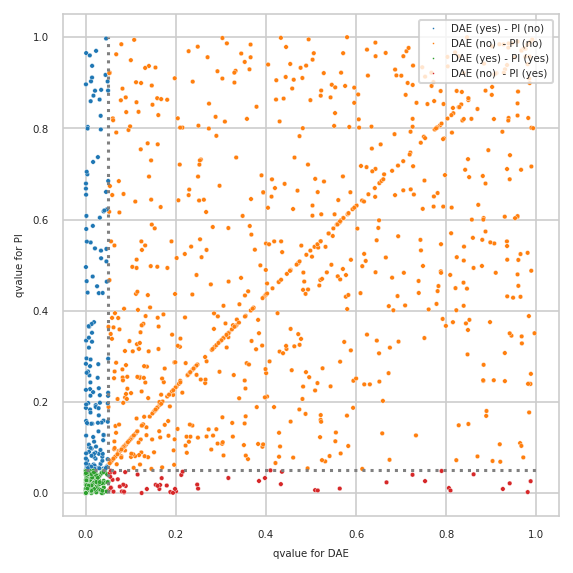 DAE (yes) - PI (no)
DAE (no)  - PI (no)
DAE (yes) - PI (yes)
DAE (no)  - PI (yes)
1.0
0.8
0.6
0.4
0.2
0.0
qvalue for PI
0.0 0.2 0.4 0.6 0.8 1.0
qvalue for DAE